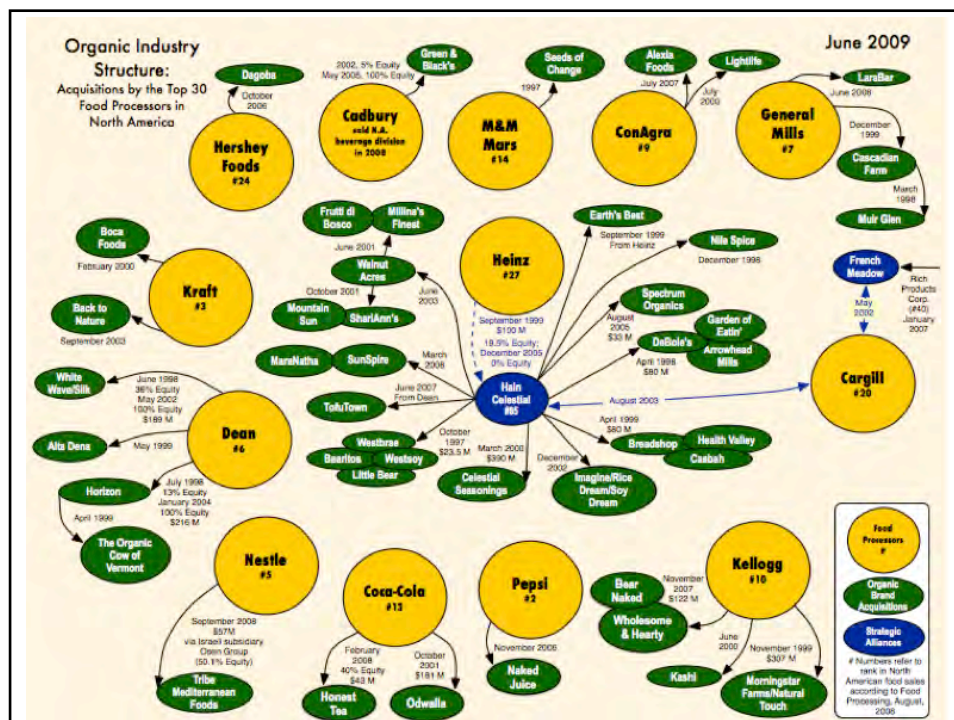 Organic Industry
Structure:
Acquisitions by the Top 30
Food Processors in
North America
June 2009
Dagoba
October
2006
Hershey
Foods
#24
2002, 5% Equity
May 2005, 100% Equity
Green &
Black's
Cadbury
sold N.A.
beverage division
in 2008
Seeds of
Change
1997
M&M
Mars
#14
Alexia
Foods
July 2007
Lightlife
July
2000
ConAgra
#9
LaraBar
June 2008
General
Mills
#7
December
1999
Cascadian
Farm
March
1998
Muir Glen
Boca
Foods
February 2000
Kraft
#3
Back to
Nature
September 2003
Frutti di
Bosco
Millina's
Finest
June 2001
Walnut
Acres
October 2001
Mountain
Sun
ShariAnn's
June
2003
Heinz
#27
September 1999
$100 M
19.5% Equity;
December 2005
0% Equity
Earth's Best
September 1999
From Heinz
Nile Spice
December 1998
French
Meadow
Rich
Products
Corp.
(#40)
January
2007
May
2002
Cargill
#20
Spectrum
Organics
August
2005
$33 M
Garden of
Eatin'
DeBole's
Arrowhead
Mills
April 1998
$80 M
MaraNatha
SunSpire
March
2008
Hain
Celestial
#85
August 2003
TofuTown
June 2007
From Dean
White
Wave/Silk
June 1998
36% Equity
May 2002
100% Equity
$189 M
Dean
#6
Alta Dena
May 1999
Horizon
July 1998
13% Equity
January 2004
100% Equity
$216 M
April 1999
The Organic
Cow of
Vermont
Westbrae
Bearitos
Westsoy
Little Bear
October
1997
$23.5 M
March 2000
$390 M
Celestial
Seasonings
December
2002
Imagine/Rice
Dream/Soy
Dream
April 1999
$80 M
Breadshop
Health Valley
Casbah
Nestle
#5
September 2008
$57M
via Israeli subsidiary
Osem Group
(50.1% Equity)
Tribe
Mediterranean
Foods
Coca-Cola
#12
February
2008
40% Equity
$43 M
Honest
Tea
October
2001
$181 M
Odwalla
Pepsi
#2
November 2006
Naked
Juice
Kellogg
#10
Bear
Naked
November
2007
$122 M
Wholesome
& Hearty
June
2000
Kashi
November 1999
$307 M
Morningstar
Farms/Natural
Touch
Food
Processors
#
Organic
Brand
Acquisitions
Strategic
Alliances
# Numbers refer to
rank in North
American food sales
according to Food
Processing, August,
2008